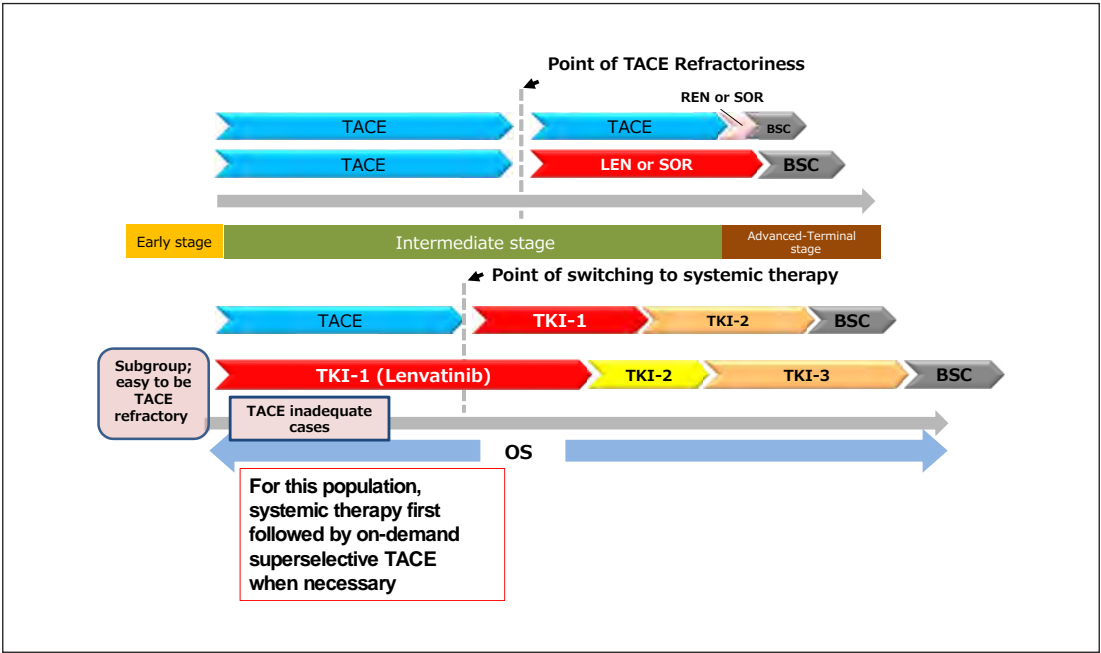 Point of TACE Refractoriness
REN or SOR
TACE
TACE
BSC
TACE
LEN or SOR
BSC
Early stage
Intermediate stage
Advanced-Terminal
stage
Point of switching to systemic therapy
TACE
TKI-1
TKI-2
BSC
Subgroup;
easy to be
TACE
refractory
TKI-1 (Lenvatinib)
TKI-2
TKI-3
BSC
TACE inadequate
cases
OS
For this population,
systemic therapy first
followed by on-demand
superselective TACE
when necessary